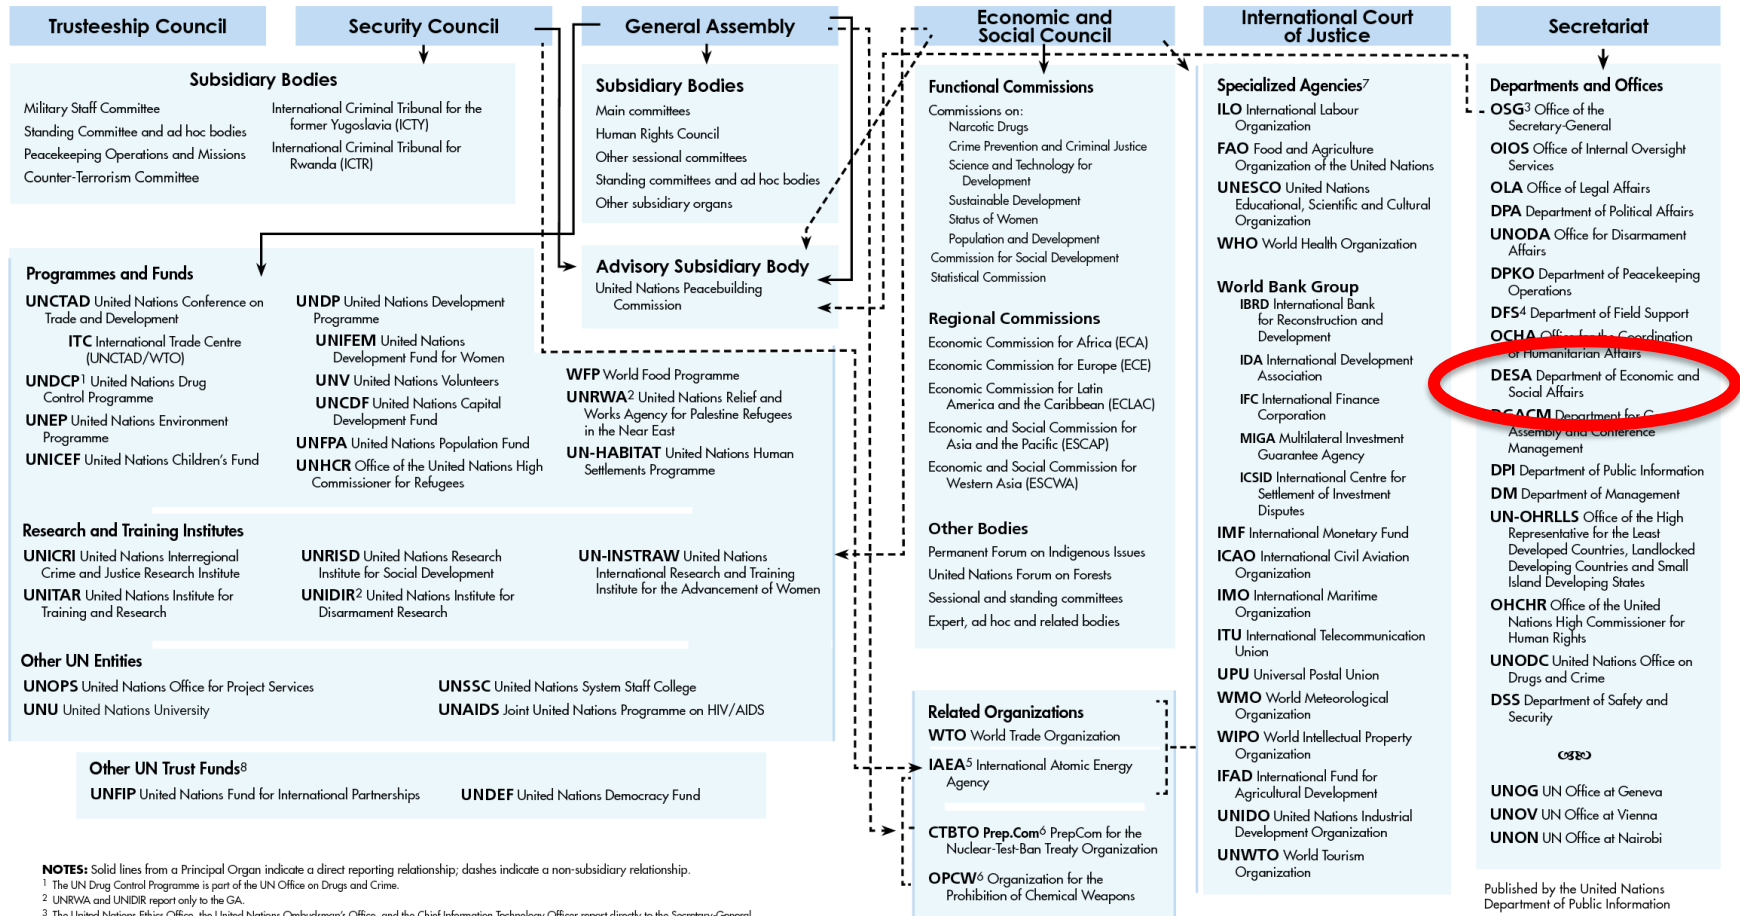 Trusteeship Council
Security Council
General Assembly
Economic and
Social Council
International Court
of Justice
Secretariat
Subsidiary Bodies
Military Staff Committee
Standing Committee and ad hoc bodies
Peacekeeping Operations and Missions
Counter-Terrorism Committee
International Criminal Tribunal for the
former Yugoslavia (ICTY)
International Criminal Tribunal for
Rwanda (ICTR)
Subsidiary Bodies
Main committees
Human Rights Council
Other sessional committees
Standing committees and ad hoc bodies
Other subsidiary organs
Advisory Subsidiary Body
United Nations Peacebuilding
Commission
Programmes and Funds
UNCTAD United Nations Conference on
Trade and Development
ITC International Trade Centre
(UNCTAD/WTO)
UNDCP1 United Nations Drug
Control Programme
UNEP United Nations Environment
Programme
UNICEF United Nations Children's Fund
UNDP United Nations Development
Programme
UNIFEM United Nations
Development Fund for Women
UNV United Nations Volunteers
UNCDF United Nations Capital
Development Fund
UNFPA United Nations Population Fund
UNHCR Office of the United Nations High
Commissioner for Refugees
WFP World Food Programme
UNRWA2 United Nations Relief and
Works Agency for Palestine Refugees
in the Near East
UN-HABITAT United Nations Human
Settlements Programme
Research and Training Institutes
UNICRI United Nations Interregional
Crime and Justice Research Institute
UNITAR United Nations Institute for
Training and Research
UNRISD United Nations Research
Institute for Social Development
UNIDIR2 United Nations Institute for
Disarmament Research
UN-INSTRAW United Nations
International Research and Training
Institute for the Advancement of Women
Other UN Entities
UNOPS United Nations Office for Project Services
UNU United Nations University
UNSSC United Nations System Staff College
UNAIDS Joint United Nations Programme on HIV/AIDS
Other UN Trust Funds8
UNFIP United Nations Fund for International Partnerships
UNDEF United Nations Democracy Fund
Functional Commissions
Commissions on:
Narcotic Drugs
Crime Prevention and Criminal Justice
Science and Technology for
Development
Sustainable Development
Status of Women
Population and Development
Commission for Social Development
Statistical Commission
Regional Commissions
Economic Commission for Africa (ECA)
Economic Commission for Europe (ECE)
Economic Commission for Latin
America and the Caribbean (ECLAC)
Economic and Social Commission for
Asia and the Pacific (ESCAP)
Economic and Social Commission for
Western Asia (ESCWA)
Other Bodies
Permanent Forum on Indigenous Issues
United Nations Forum on Forests
Sessional and standing committees
Expert, ad hoc and related bodies
Related Organizations
WTO World Trade Organization
IAEA5 International Atomic Energy
Agency
CTBTO Prep.Com6 PrepCom for the
Nuclear-Test-Ban Treaty Organization
OPCW6 Organization for the
Prohibition of Chemical Weapons
Specialized Agencies7
ILO International Labour
Organization
FAO Food and Agriculture
Organization of the United Nations
UNESCO United Nations
Educational, Scientific and Cultural
Organization
WHO World Health Organization
World Bank Group
IBRD International Bank
for Reconstruction and
Development
IDA International Development
Association
IFC International Finance
Corporation
MIGA Multilateral Investment
Guarantee Agency
ICSID International Centre for
Settlement of Investment
Disputes
IMF International Monetary Fund
ICAO International Civil Aviation
Organization
IMO International Maritime
Organization
ITU International Telecommunication
Union
UPU Universal Postal Union
WMO World Meteorological
Organization
WIPO World Intellectual Property
Organization
IFAD International Fund for
Agricultural Development
UNIDO United Nations Industrial
Development Organization
UNWTO World Tourism
Organization
Departments and Offices
OSG3 Office of the
Secretary-General
OIOS Office of Internal Oversight
Services
OLA Office of Legal Affairs
DPA Department of Political Affairs
UNODA Office for Disarmament
Affairs
DPKO Department of Peacekeeping
Operations
DFS4 Department of Field Support
OCHA Office for the Coordination
of Humanitarian Affairs
DESA Department of Economic and
Social Affairs
DGACM Department for
Assembly and Conference
Management
DPI Department of Public Information
DM Department of Management
UN-OHRLLS Office of the High
Representative for the Least
Developed Countries, Landlocked
Developing Countries and Small
Island Developing States
OHCHR Office of the United
Nations High Commissioner for
Human Rights
UNODC United Nations Office on
Drugs and Crime
DSS Department of Safety and
Security
UNOG UN Office at Geneva
UNOV UN Office at Vienna
UNON UN Office at Nairobi
NOTES: Solid lines from a Principal Organ indicate a direct reporting relationship; dashes indicate a non-subsidiary relationship.
1 The UN Drug Control Programme is part of the UN Office on Drugs and Crime.
2 UNRWA and UNIDIR report only to the GA.
3 The United Nations Ethics Office, the United Nations Ombudsman's Office, and the Chief Information Technology Officer report directly to the Secretary-General.
Published by the United Nations
Department of Public Information